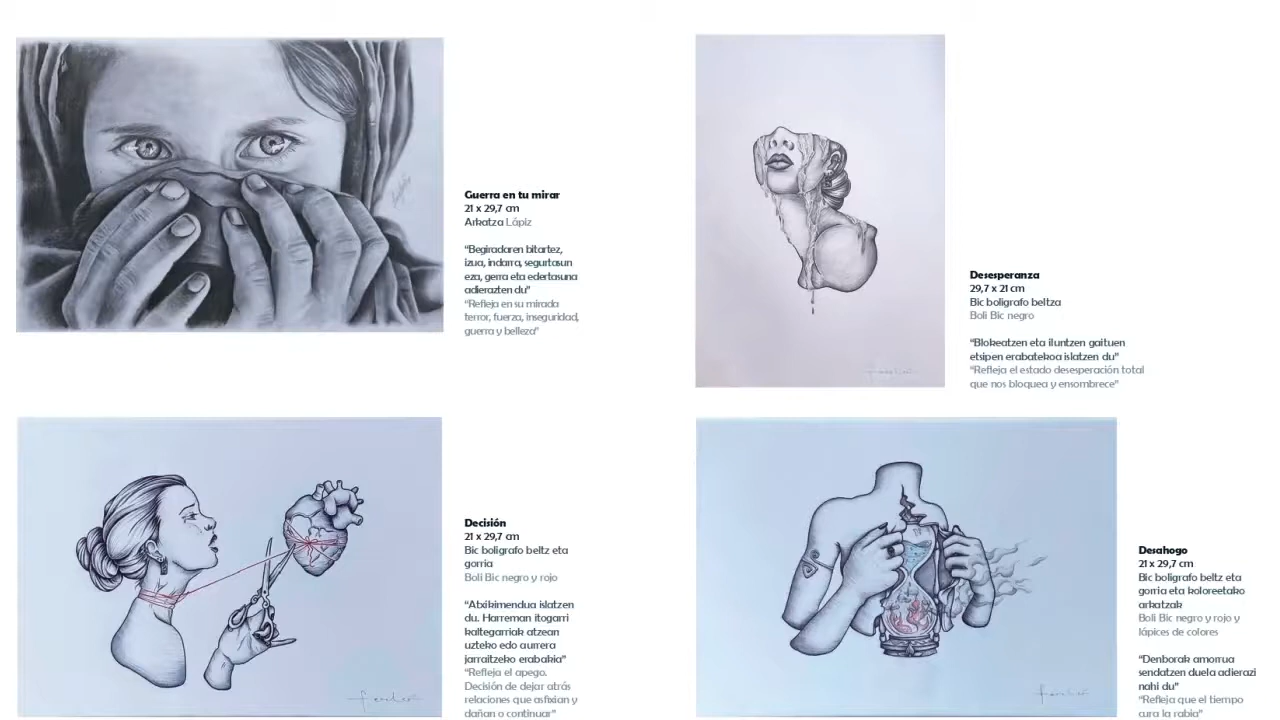 Guerra en tu mirar
21 x 29,7 cm
Arkatza Lápiz
“Begiradaren bitartez,
izua, indarra, segurtasun
eza, gerra eta edertasuna
adierazten du”
“Refleja en su mirada
terror, fuerza, inseguridad,
guerra y belleza”
Desesperanza
29,7 x 21 cm
Bic boligrafo beltza
Boli Bic negro
“Blokeatzen eta iluntzen gaituen
etsipen erabatekoa islatzen du”
“Refleja el estado desesperación total
que nos bloquea y ensombrece”
Decisión
21 x 29,7 cm
Bic boligrafo beltz eta
gorria
Boli Bic negro y rojo
“Atxikimendua islatzen
du. Harreman itogarri
kaltegarriak atzean
uzteko edo aurrera
jarraitzeko erabakia”
“Refleja el apego.
Decisión de dejar atrás
relaciones que asfixian y
dañan o continuar”
Desahogo
21 x 29,7 cm
Bic boligrafo beltz eta
gorria eta koloreetako
arkatzak
Boli Bic negro y rojo y
lápices de colores
“Denborak amorrua
sendatzen duela adierazi
nahi du”
“Refleja que el tiempo
cura la rabia”